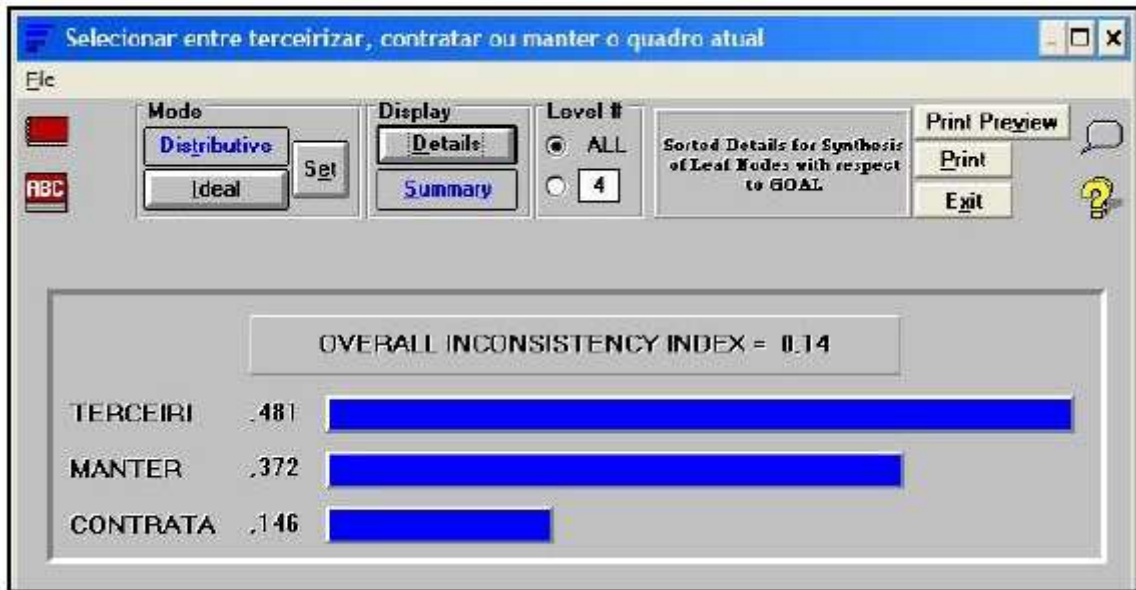 Selecionar entre terceirizar, contratar ou manter o quadro atual
File
Mode
Distributive
Ideal
Set
Display
Details
Summary
Level #
ALL
4
Sorted Details for Synthesis
of Leaf Nodes with respect
to GOAL
Print Preview
Print
Exit
ABC
OVERALL INCONSISTENCY INDEX = 0.14
TERCEIRI .481
MANTER .372
CONTRATA .146